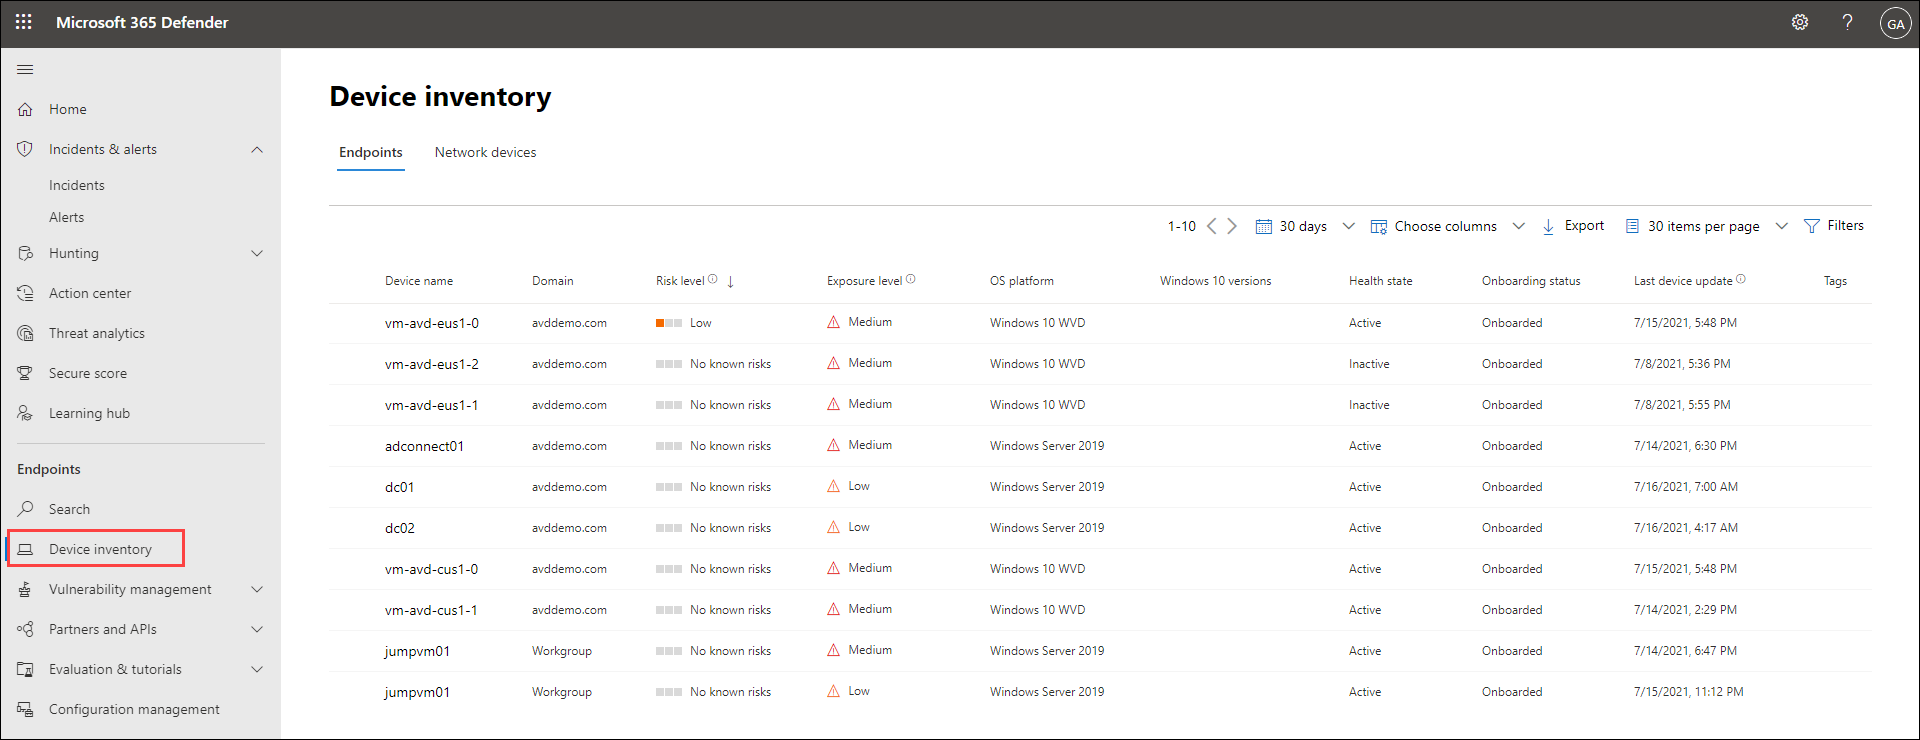 Microsoft 365 Defender
GA
Home
Incidents & alerts
Incidents
Alerts
Hunting
Action center
Threat analytics
Secure score
Learning hub
Endpoints
Search
Device inventory
Vulnerability management
Partners and APIs
Evaluation & tutorials
Configuration management
Device inventory
Endpoints Network devices
1-10 30 days Choose columns Export 30 items per page Filters
Device name Domain Risk level Exposure level OS platform Windows 10 versions Health state Onboarding status Last device update Tags
vm-avd-eus1-0 avddemo.com Low Medium Windows 10 WVD Active Onboarded 7/15/2021, 5:48 PM
vm-avd-eus1-2 avddemo.com No known risks Medium Windows 10 WVD Inactive Onboarded 7/8/2021, 5:36 PM
vm-avd-eus1-1 avddemo.com No known risks Medium Windows 10 WVD Inactive Onboarded 7/8/2021, 5:55 PM
adconnect01 avddemo.com No known risks Medium Windows Server 2019 Active Onboarded 7/14/2021, 6:30 PM
dc01 avddemo.com No known risks Low Windows Server 2019 Active Onboarded 7/16/2021, 7:00 AM
dc02 avddemo.com No known risks Low Windows Server 2019 Active Onboarded 7/16/2021, 4:17 AM
vm-avd-cus1-0 avddemo.com No known risks Medium Windows 10 WVD Active Onboarded 7/15/2021, 5:48 PM
vm-avd-cus1-1 avddemo.com No known risks Medium Windows 10 WVD Active Onboarded 7/14/2021, 2:29 PM
jumpvm01 Workgroup No known risks Medium Windows Server 2019 Active Onboarded 7/14/2021, 6:47 PM
jumpvm01 Workgroup No known risks Low Windows Server 2019 Active Onboarded 7/15/2021, 11:12 PM